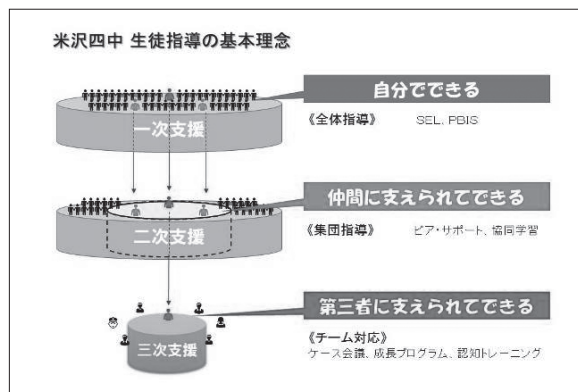 米沢四中 生徒指導の基本理念
一次支援
自分でできる
《全体指導》 SEL、PBIS
二次支援
仲間に支えられてできる
《集団指導》 ピア・サポート、協同学習
三次支援
第三者に支えられてできる
《チーム対応》
ケース会議、成長プログラム、認知トレーニング